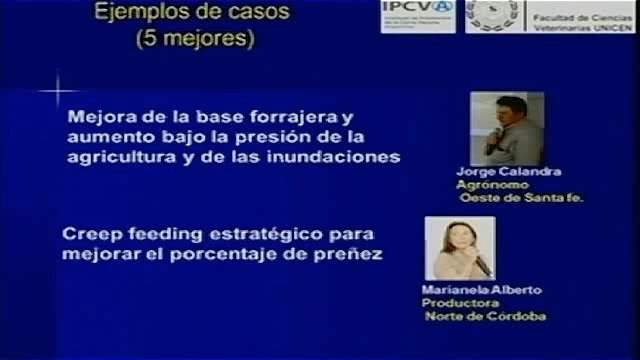 Ejemplos de casos
(5 mejores)
IPCVA
Facultad de Ciencias
Veterinarias UNICEN
Mejora de la base forrajera y
aumento bajo la presión de la
agricultura y de las inundaciones
Jorge Calandra
Agrónomo
Oeste de Santa fe.
Creep feeding estratégico para
mejorar el porcentaje de preñez
Marianela Alberto
Productora
Norte de Córdoba